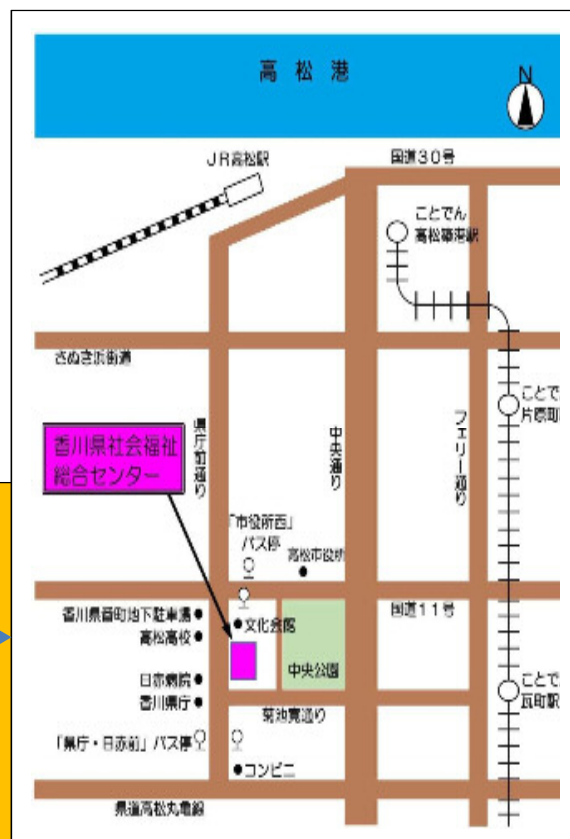 高松港
N
JR高松駅
国道30号
ことでん
高松築港駅
さぬき浜街道
ことで
片原町
香川県社会福祉
総合センター
県庁前通り
中央通り
フェリー通り
「市役所西」
バス停
高松市役所
国道11号
香川県番町地下駐車場
文化会館
高松高校
中央公園
日赤病院
香川県庁
ことで
瓦町駅
菊池寛通り
「県庁・日赤前」バス停
コンビニ
県道高松丸亀線